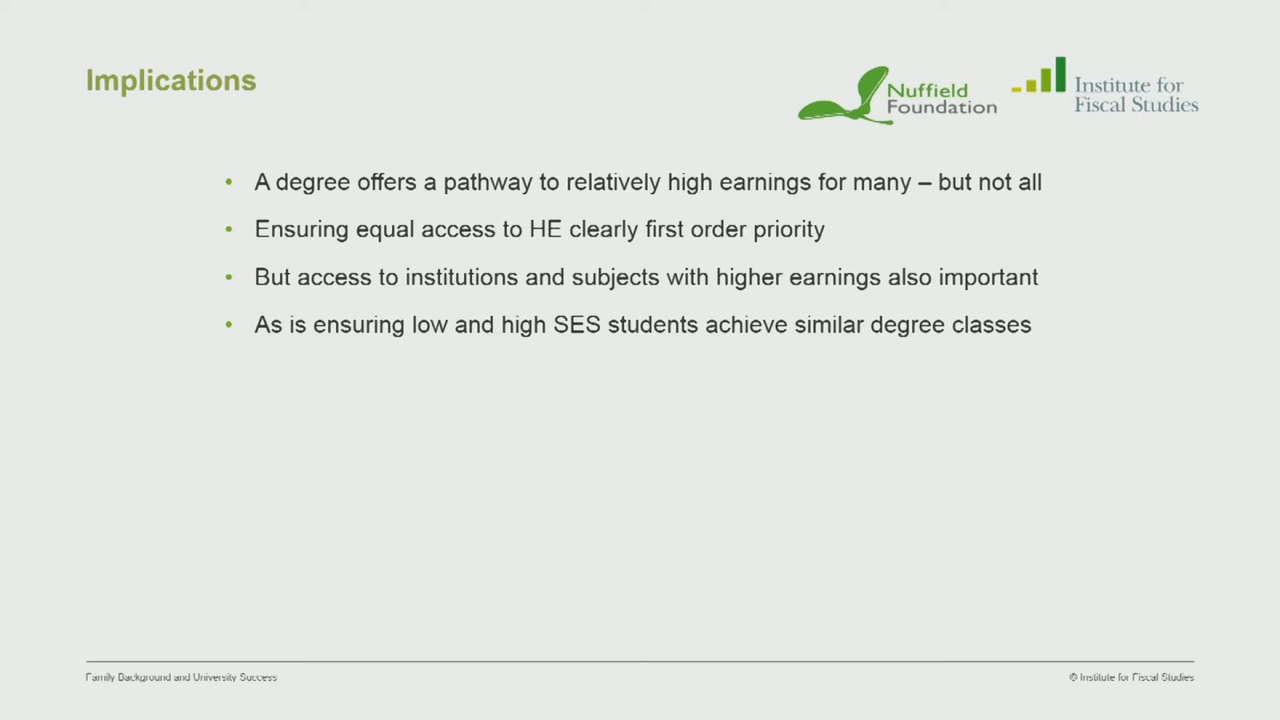 Implications
Nuffield
Foundation
Institute for
Fiscal Studies
• A degree offers a pathway to relatively high earnings for many – but not all
• Ensuring equal access to HE clearly first order priority
• But access to institutions and subjects with higher earnings also important
• As is ensuring low and high SES students achieve similar degree classes
Family Background and University Success
© Institute for Fiscal Studies